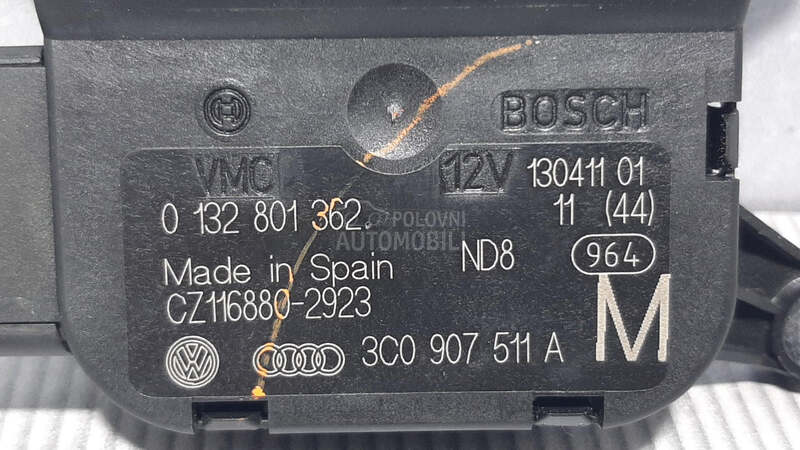 BOSCH
VMC 12V 130411 01
0 132 801 362. 11 (44)
POLOVNI
AUTOMOBILI
Made in Spain ND8 964
CZ116880-2923
3C0 907 511 A M